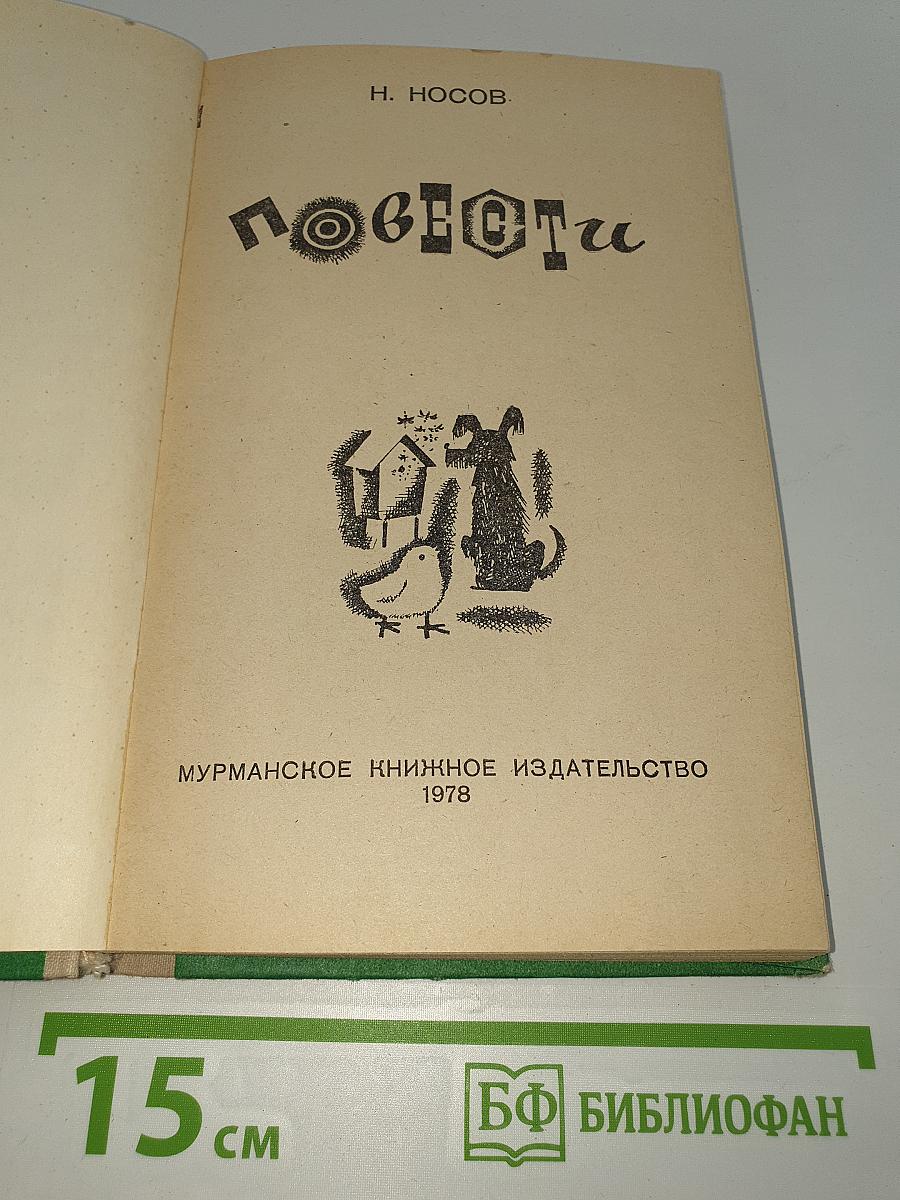 Н. НОСОВ
ПОВЕСТИ
МУРМАНСКОЕ КНИЖНОЕ ИЗДАТЕЛЬСТВО
1978
15 см
БФ БИБЛИОФАН